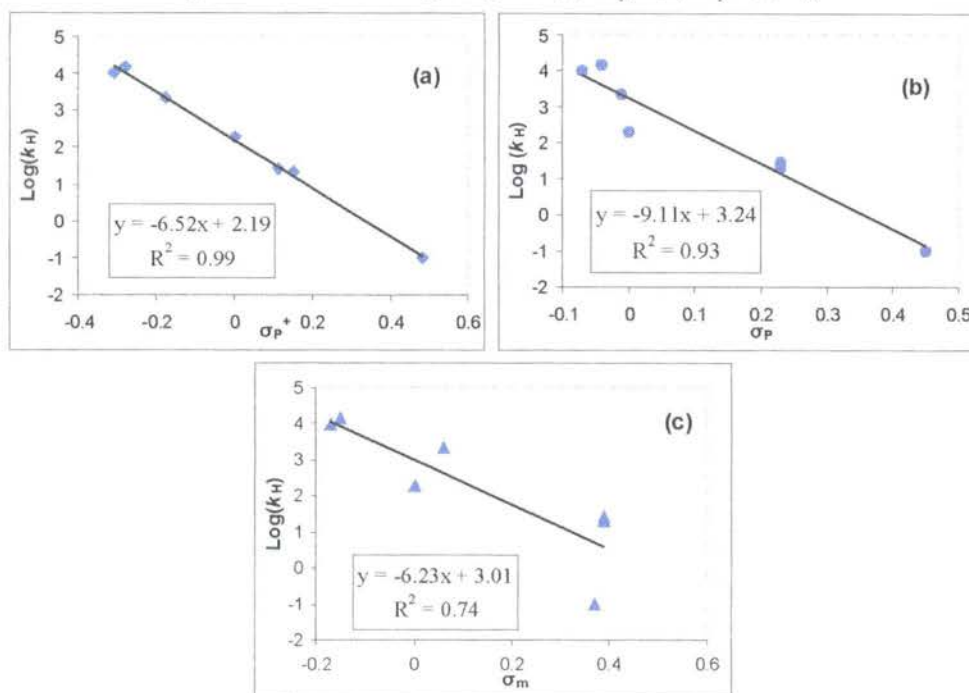 5
4
3
2
1
0
-1
-2
Log(kH)
(a)
y = -6.52x + 2.19
R² = 0.99
-0.4 -0.2 0 0.2 0.4 0.6
σP⁺
5
4
3
2
1
0
-1
-2
Log (kH)
(b)
y = -9.11x + 3.24
R² = 0.93
-0.1 0 0.1 0.2 0.3 0.4 0.5
σP
5
4
3
2
1
0
-1
-2
Log(kH)
(c)
y = -6.23x + 3.01
R² = 0.74
-0.2 0 0.2 0.4 0.6
σm